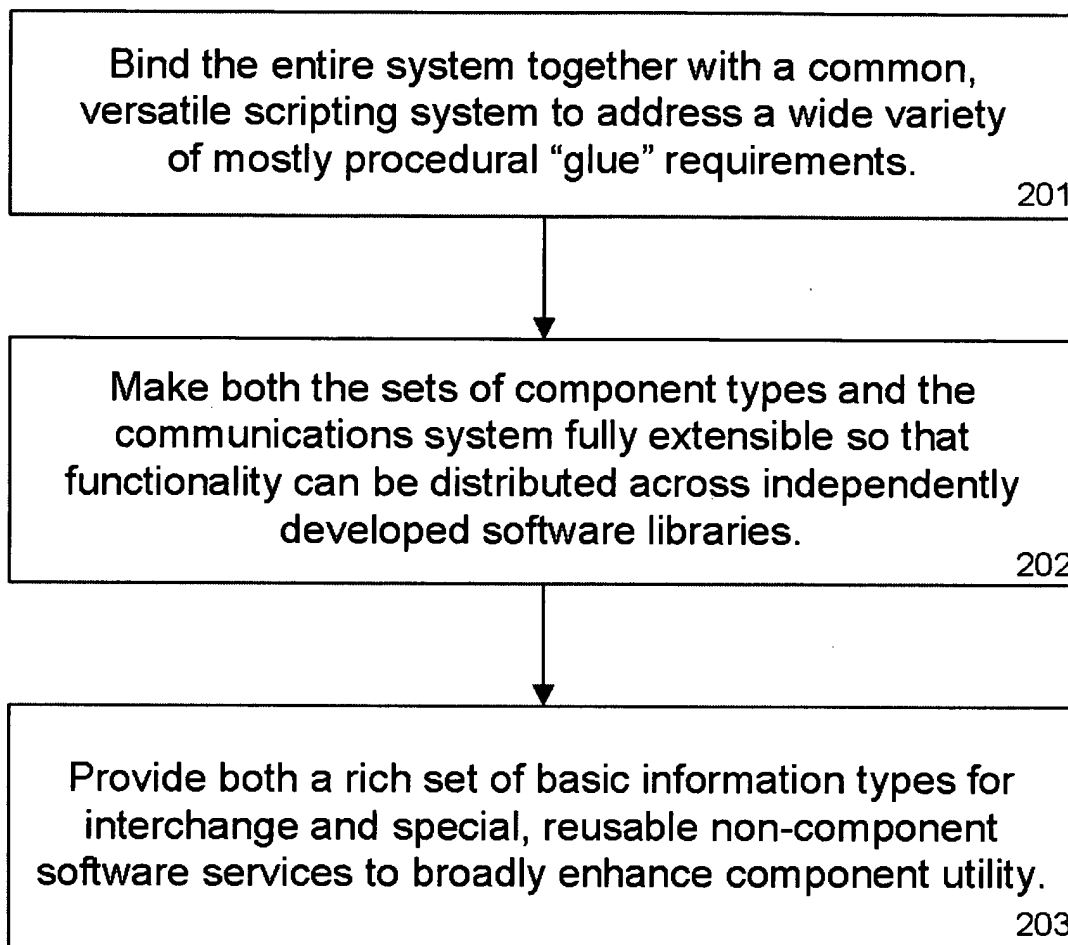 Bind the entire system together with a common,
versatile scripting system to address a wide variety
of mostly procedural “glue” requirements.
201
Make both the sets of component types and the
communications system fully extensible so that
functionality can be distributed across independently
developed software libraries.
202
Provide both a rich set of basic information types for
interchange and special, reusable non-component
software services to broadly enhance component utility.
203